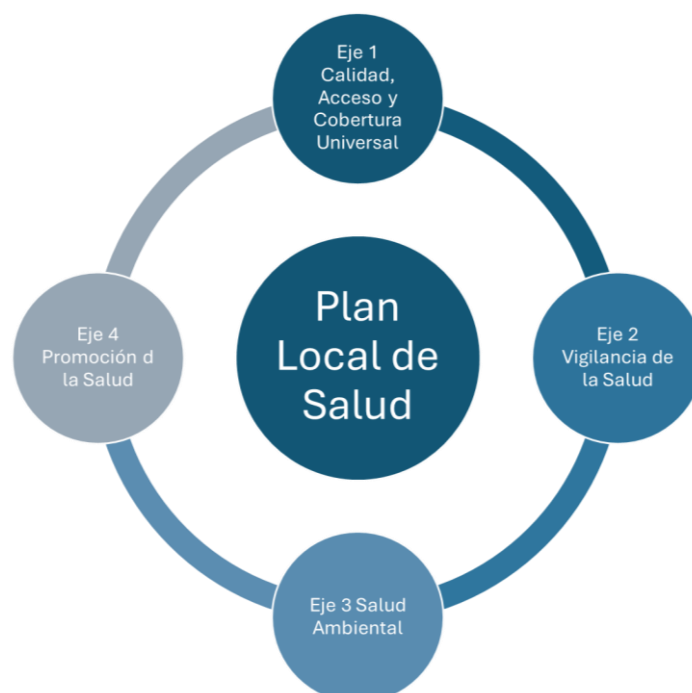 Eje 1
Calidad,
Acceso y
Cobertura
Universal
Plan
Local de
Salud
Eje 2
Vigilancia de
la Salud
Eje 3 Salud
Ambiental
Eje 4
Promoción d
la Salud